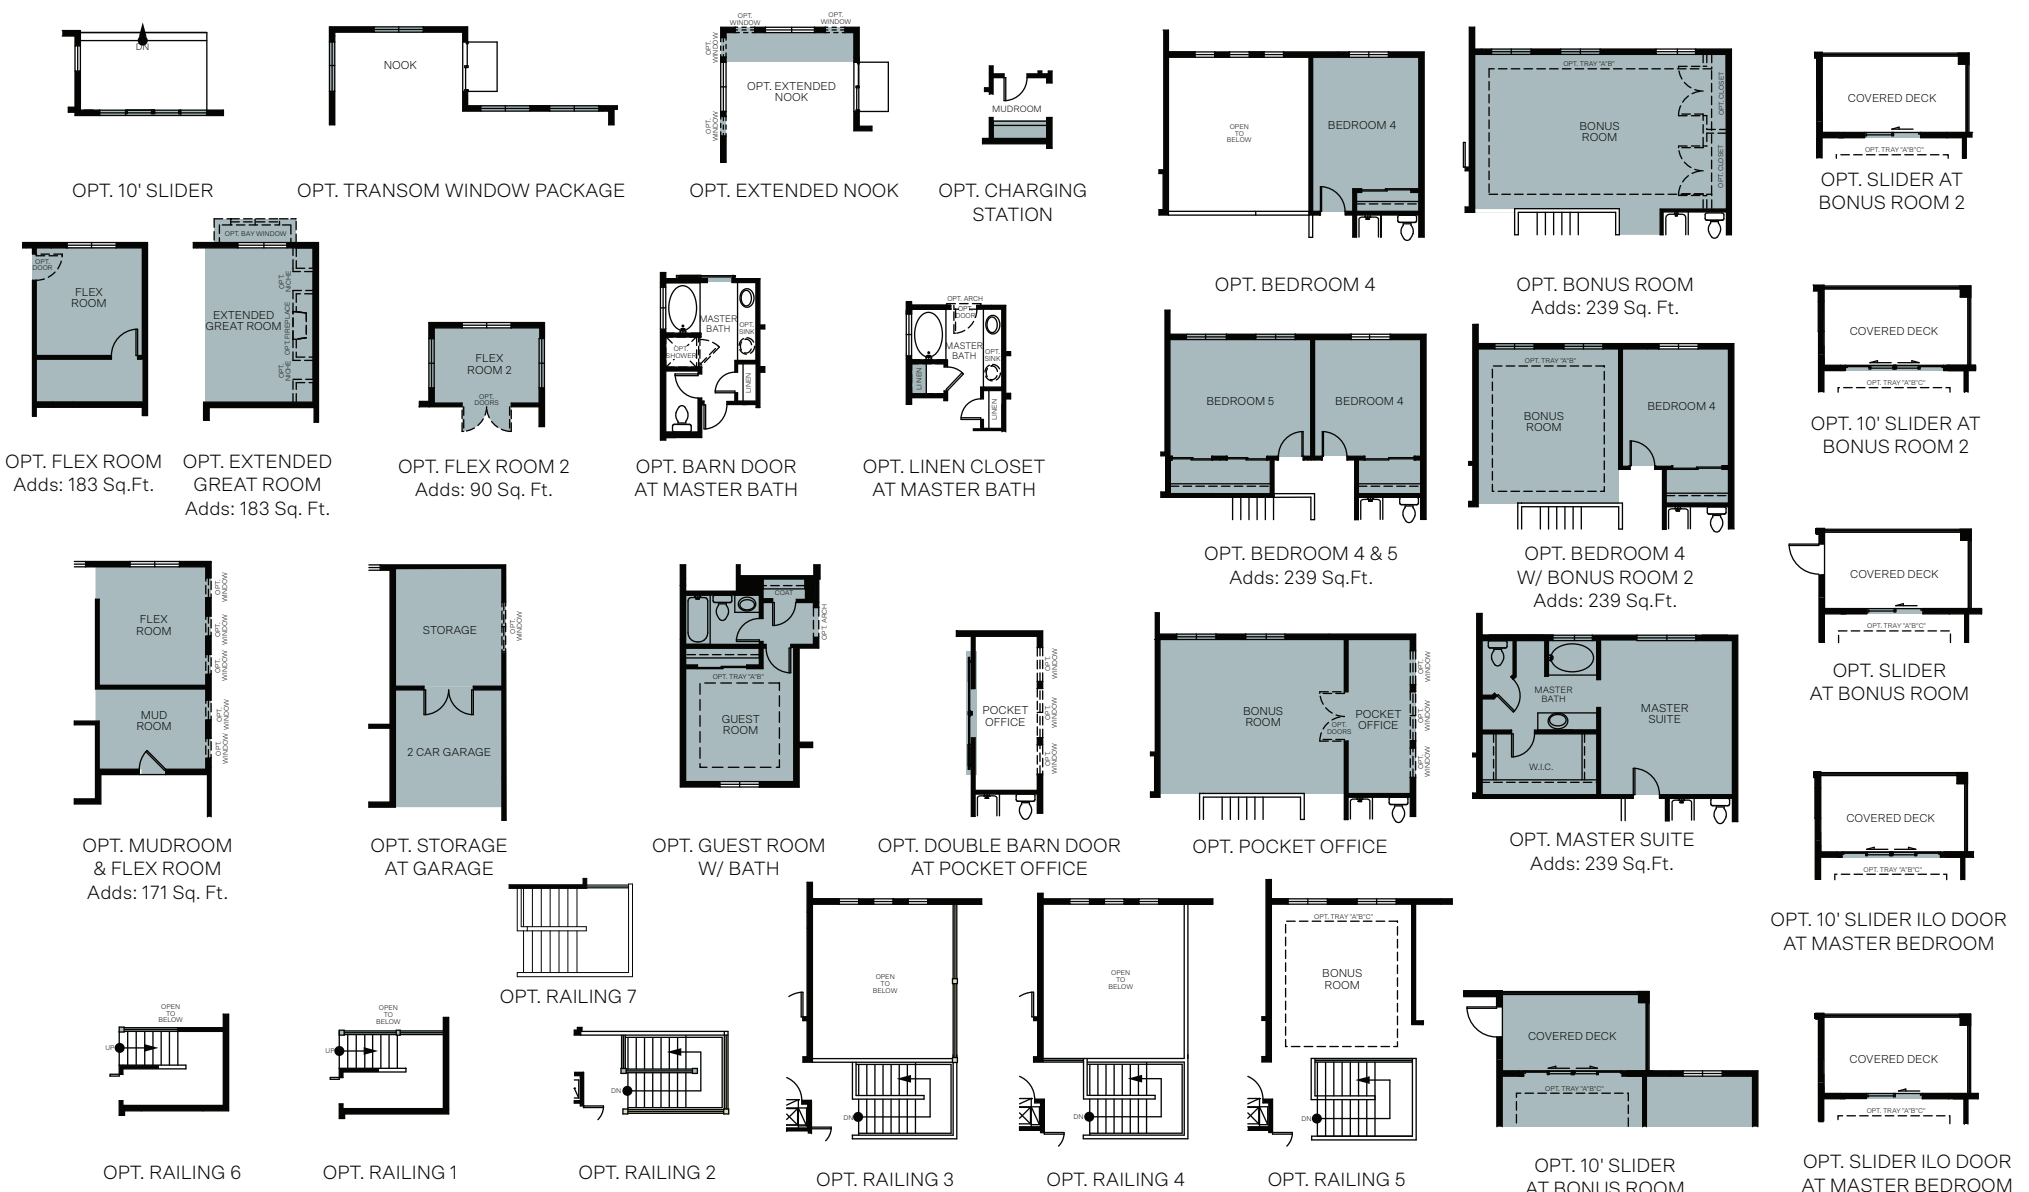 DN
OPT. 10' SLIDER
NOOK
OPT. TRANSOM WINDOW PACKAGE
OPT.
WINDOW
OPT.
WINDOW
OPT.
WINDOW
OPT.
WINDOW
OPT. EXTENDED
NOOK
OPT. EXTENDED NOOK
MUDROOM
OPT. CHARGING
STATION
OPEN
TO
BELOW
BEDROOM 4
OPT. BEDROOM 4
OPT. TRAY "A"B"
BONUS
ROOM
OPT. CLOSET
OPT. CLOSET
OPT. BONUS ROOM
Adds: 239 Sq. Ft.
COVERED DECK
OPT. TRAY "A"B"C"
OPT. SLIDER AT
BONUS ROOM 2
OPT.
DOOR
FLEX
ROOM
OPT. FLEX ROOM
Adds: 183 Sq.Ft.
OPT. BAY WINDOW
EXTENDED
GREAT ROOM
OPT.
NICHE
OPT. FIREPLACE
OPT.
NICHE
OPT. EXTENDED
GREAT ROOM
Adds: 183 Sq. Ft.
FLEX
ROOM 2
OPT.
DOORS
OPT. FLEX ROOM 2
Adds: 90 Sq. Ft.
MASTER
BATH
OPT.
SINK
OPT.
SHOWER
LINEN
OPT. BARN DOOR
AT MASTER BATH
OPT. ARCH
OPT.
DOOR
MASTER
BATH
OPT.
SINK
LINEN
LINEN
OPT. LINEN CLOSET
AT MASTER BATH
BEDROOM 5
BEDROOM 4
OPT. BEDROOM 4 & 5
Adds: 239 Sq.Ft.
OPT. TRAY "A"B"
BONUS
ROOM
BEDROOM 4
OPT. BEDROOM 4
W/ BONUS ROOM 2
Adds: 239 Sq.Ft.
COVERED DECK
OPT. TRAY "A"B"C"
OPT. 10' SLIDER AT
BONUS ROOM 2
FLEX
ROOM
MUD
ROOM
OPT.
WINDOW
OPT.
WINDOW
OPT.
WINDOW
OPT.
WINDOW
OPT.
WINDOW
OPT. MUDROOM
& FLEX ROOM
Adds: 171 Sq. Ft.
STORAGE
OPT.
WINDOW
2 CAR GARAGE
OPT. STORAGE
AT GARAGE
COAT
OPT. ARCH
OPT. TRAY "A"B"
GUEST
ROOM
OPT. GUEST ROOM
W/ BATH
POCKET
OFFICE
OPT.
WINDOW
OPT.
WINDOW
OPT.
WINDOW
OPT. DOUBLE BARN DOOR
AT POCKET OFFICE
BONUS
ROOM
OPT.
DOORS
POCKET
OFFICE
OPT.
WINDOW
OPT.
WINDOW
OPT.
WINDOW
OPT. POCKET OFFICE
MASTER
BATH
MASTER
SUITE
W.I.C.
OPT. MASTER SUITE
Adds: 239 Sq.Ft.
COVERED DECK
OPT. TRAY "A"B"C"
OPT. SLIDER
AT BONUS ROOM
COVERED DECK
OPT. TRAY "A"B"C"
OPT. 10' SLIDER ILO DOOR
AT MASTER BEDROOM
OPT. RAILING 7
OPEN
TO
BELOW
UP
OPT. RAILING 6
OPEN
TO
BELOW
UP
OPT. RAILING 1
DN
OPT. RAILING 2
OPEN
TO
BELOW
DN
OPT. RAILING 3
OPEN
TO
BELOW
DN
OPT. RAILING 4
OPT. TRAY "A"B"C"
BONUS
ROOM
DN
OPT. RAILING 5
COVERED DECK
OPT. TRAY "A"B"C"
OPT. 10' SLIDER
AT BONUS ROOM
COVERED DECK
OPT. TRAY "A"B"C"
OPT. SLIDER ILO DOOR
AT MASTER BEDROOM